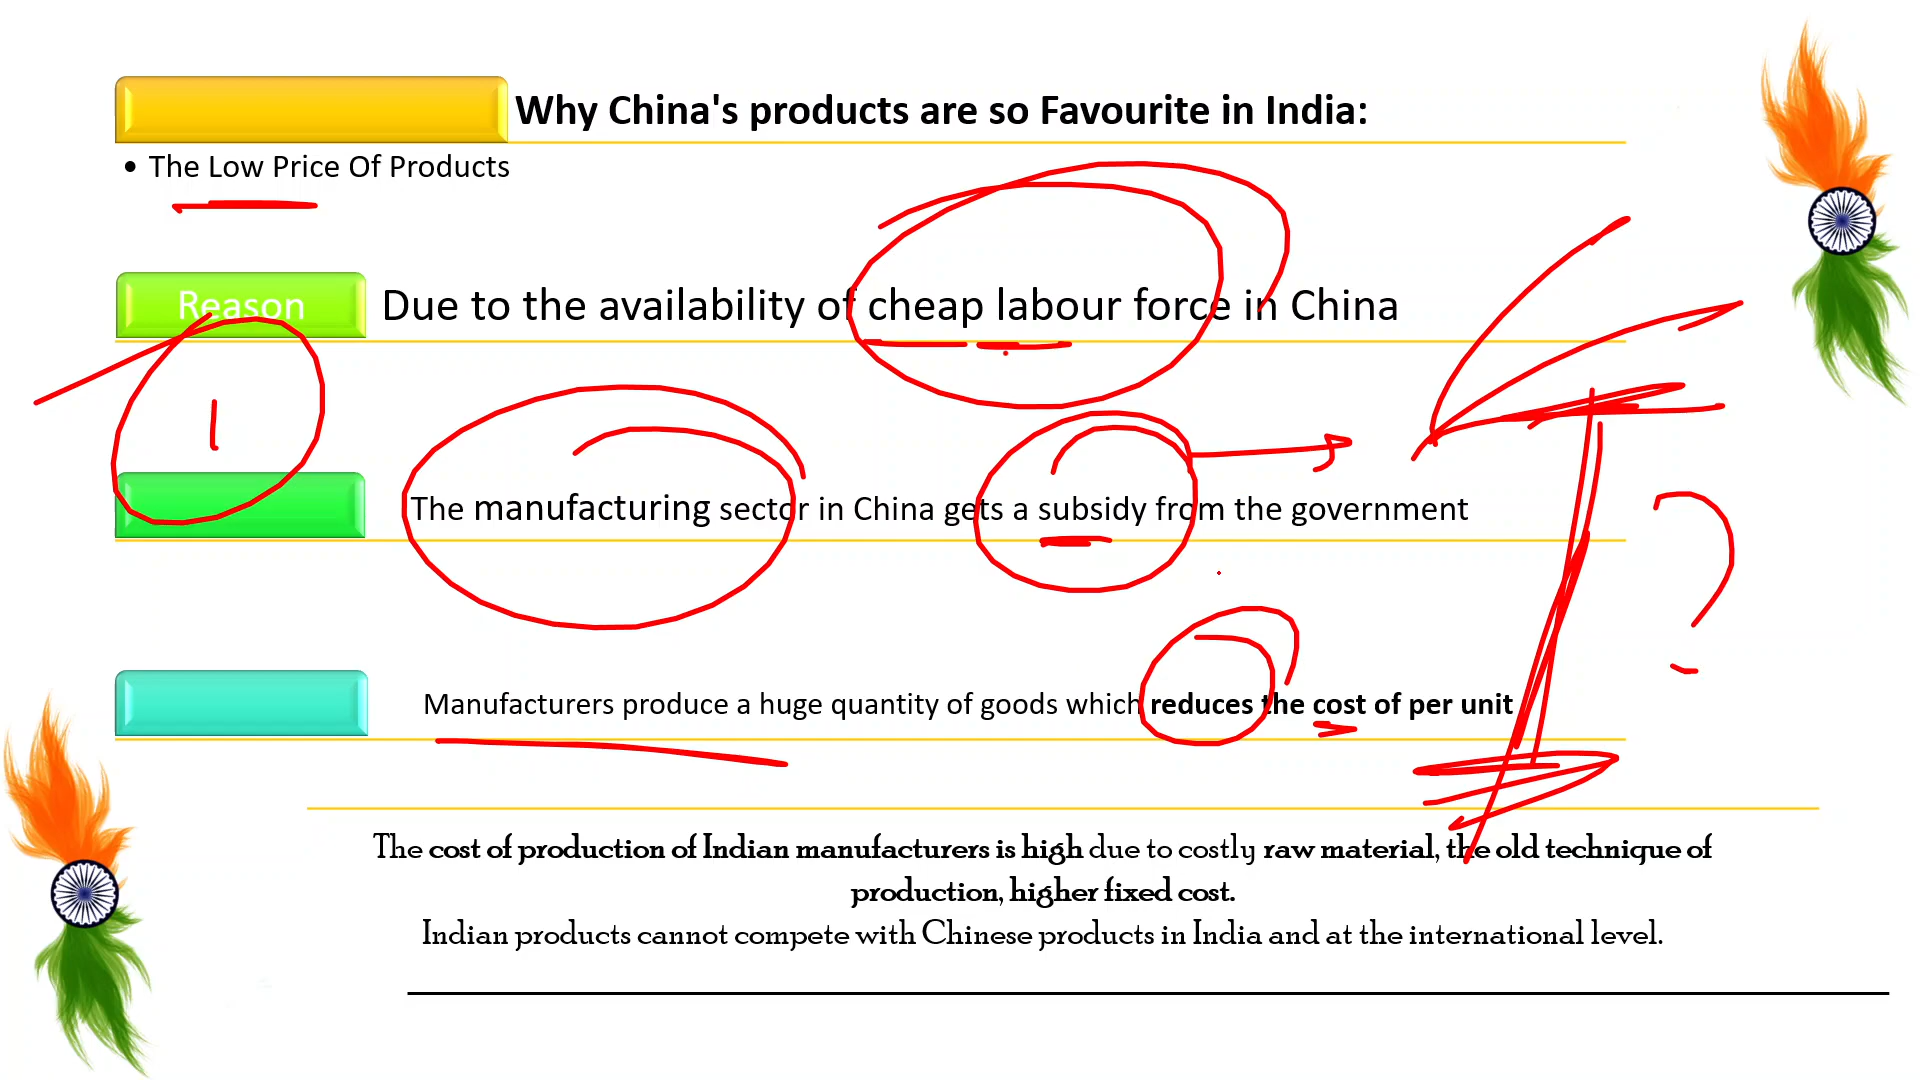 Why China's products are so Favourite in India:
• The Low Price Of Products
Reason
Due to the availability of cheap labour force in China
1
The manufacturing sector in China gets a subsidy from the government
?
Manufacturers produce a huge quantity of goods which reduces the cost of per unit
The cost of production of Indian manufacturers is high due to costly raw material, the old technique of
production, higher fixed cost.
Indian products cannot compete with Chinese products in India and at the international level.